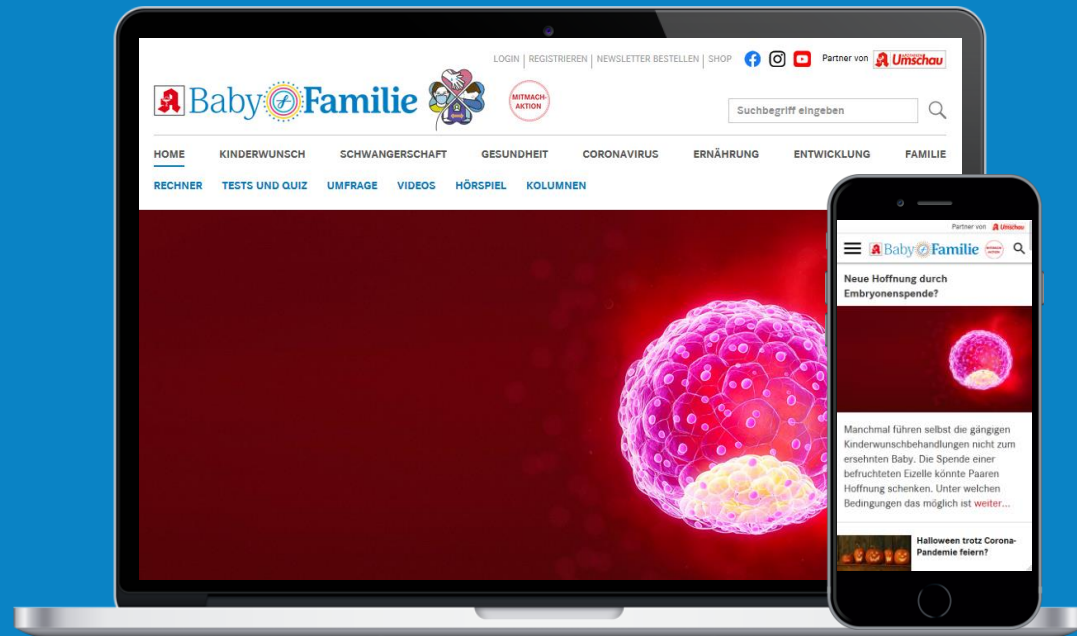 LOGIN | REGISTRIEREN | NEWSLETTER BESTELLEN | SHOP Partner von Umschau
Baby Familie MITMACH-
AKTION
Suchbegriff eingeben
HOME KINDERWUNSCH SCHWANGERSCHAFT GESUNDHEIT CORONAVIRUS ERNÄHRUNG ENTWICKLUNG FAMILIE
RECHNER TESTS UND QUIZ UMFRAGE VIDEOS HÖRSPIEL KOLUMNEN
Partner von Umschau
Baby Familie
Neue Hoffnung durch
Embryonenspende?
Manchmal führen selbst die gängigen
Kinderwunschbehandlungen nicht zum
ersehnten Baby. Die Spende einer
befruchteten Eizelle könnte Paaren
Hoffnung schenken. Unter welchen
Bedingungen das möglich ist weiter...
Halloween trotz Corona-
Pandemie feiern?